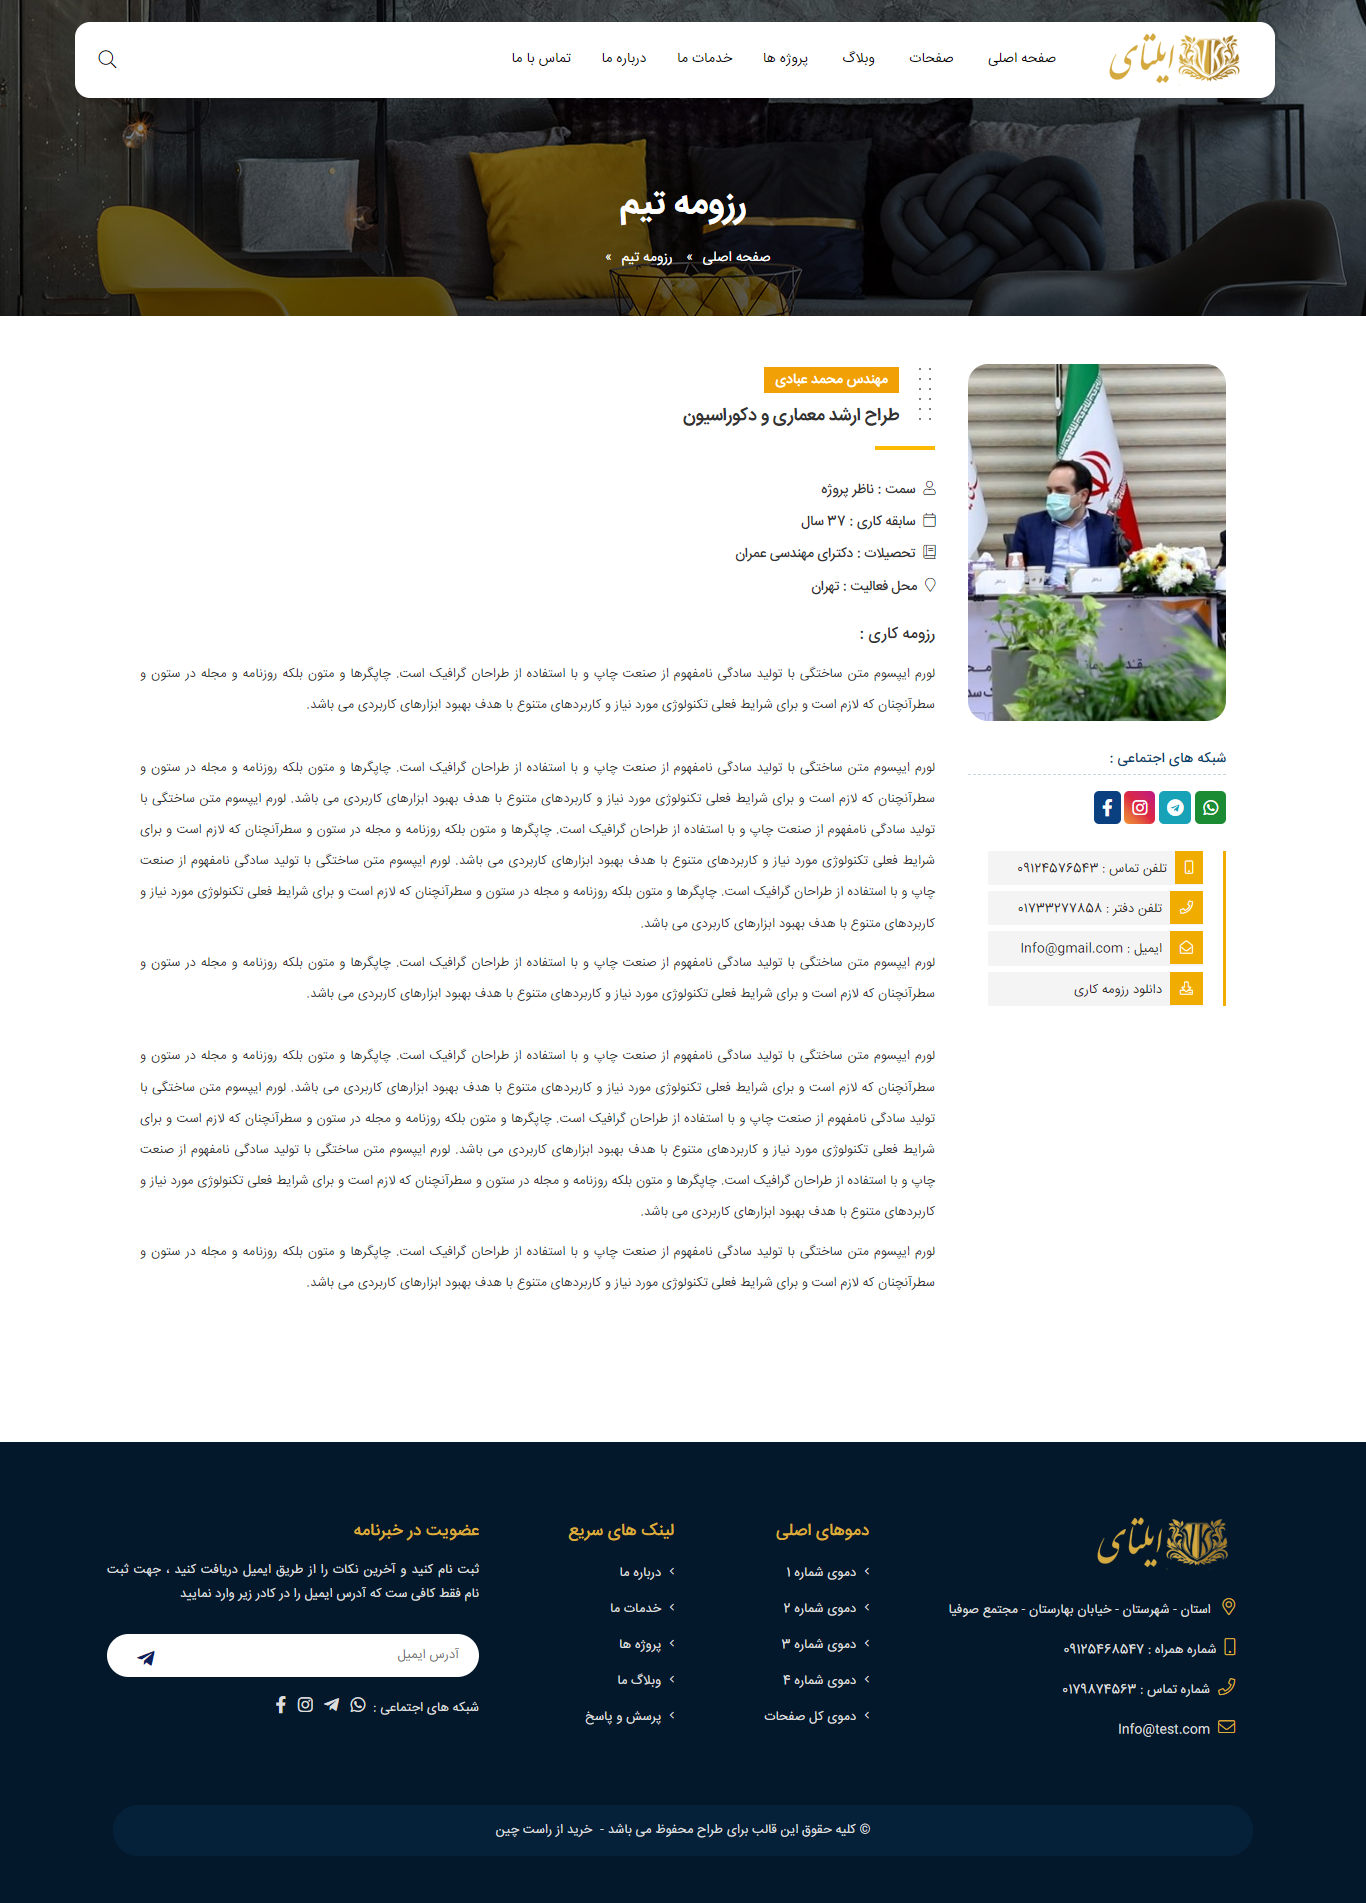 ایلتای
صفحه اصلی
صفحات
وبلاگ
پروژه ها
خدمات ما
درباره ما
تماس با ما
رزومه تیم
صفحه اصلی » رزومه تیم »
مهندس محمد عبادی
طراح ارشد معماری و دکوراسیون
سمت : ناظر پروژه
سابقه کاری : ۳۷ سال
تحصیلات : دکترای مهندسی عمران
محل فعالیت : تهران
رزومه کاری :
لورم ایپسوم متن ساختگی با تولید سادگی نامفهوم از صنعت چاپ و با استفاده از طراحان گرافیک است. چاپگرها و متون بلکه روزنامه و مجله در ستون و
سطرآنچنان که لازم است و برای شرایط فعلی تکنولوژی مورد نیاز و کاربردهای متنوع با هدف بهبود ابزارهای کاربردی می باشد.
لورم ایپسوم متن ساختگی با تولید سادگی نامفهوم از صنعت چاپ و با استفاده از طراحان گرافیک است. چاپگرها و متون بلکه روزنامه و مجله در ستون و
سطرآنچنان که لازم است و برای شرایط فعلی تکنولوژی مورد نیاز و کاربردهای متنوع با هدف بهبود ابزارهای کاربردی می باشد. لورم ایپسوم متن ساختگی با
تولید سادگی نامفهوم از صنعت چاپ و با استفاده از طراحان گرافیک است. چاپگرها و متون بلکه روزنامه و مجله در ستون و سطرآنچنان که لازم است و برای
شرایط فعلی تکنولوژی مورد نیاز و کاربردهای متنوع با هدف بهبود ابزارهای کاربردی می باشد. لورم ایپسوم متن ساختگی با تولید سادگی نامفهوم از صنعت
چاپ و با استفاده از طراحان گرافیک است. چاپگرها و متون بلکه روزنامه و مجله در ستون و سطرآنچنان که لازم است و برای شرایط فعلی تکنولوژی مورد نیاز و
کاربردهای متنوع با هدف بهبود ابزارهای کاربردی می باشد.
لورم ایپسوم متن ساختگی با تولید سادگی نامفهوم از صنعت چاپ و با استفاده از طراحان گرافیک است. چاپگرها و متون بلکه روزنامه و مجله در ستون و
سطرآنچنان که لازم است و برای شرایط فعلی تکنولوژی مورد نیاز و کاربردهای متنوع با هدف بهبود ابزارهای کاربردی می باشد.
لورم ایپسوم متن ساختگی با تولید سادگی نامفهوم از صنعت چاپ و با استفاده از طراحان گرافیک است. چاپگرها و متون بلکه روزنامه و مجله در ستون و
سطرآنچنان که لازم است و برای شرایط فعلی تکنولوژی مورد نیاز و کاربردهای متنوع با هدف بهبود ابزارهای کاربردی می باشد. لورم ایپسوم متن ساختگی با
تولید سادگی نامفهوم از صنعت چاپ و با استفاده از طراحان گرافیک است. چاپگرها و متون بلکه روزنامه و مجله در ستون و سطرآنچنان که لازم است و برای
شرایط فعلی تکنولوژی مورد نیاز و کاربردهای متنوع با هدف بهبود ابزارهای کاربردی می باشد. لورم ایپسوم متن ساختگی با تولید سادگی نامفهوم از صنعت
چاپ و با استفاده از طراحان گرافیک است. چاپگرها و متون بلکه روزنامه و مجله در ستون و سطرآنچنان که لازم است و برای شرایط فعلی تکنولوژی مورد نیاز و
کاربردهای متنوع با هدف بهبود ابزارهای کاربردی می باشد.
لورم ایپسوم متن ساختگی با تولید سادگی نامفهوم از صنعت چاپ و با استفاده از طراحان گرافیک است. چاپگرها و متون بلکه روزنامه و مجله در ستون و
سطرآنچنان که لازم است و برای شرایط فعلی تکنولوژی مورد نیاز و کاربردهای متنوع با هدف بهبود ابزارهای کاربردی می باشد.
شبکه های اجتماعی :
تلفن تماس : ۰۹۱۲۴۵۷۶۵۴۳
تلفن دفتر : ۰۱۷۳۳۲۷۷۸۵۸
ایمیل : Info@gmail.com
دانلود رزومه کاری
ایلتای
استان - شهرستان - خیابان بهارستان - مجتمع صوفیا
شماره همراه : ۰۹۱۲۵۴۶۸۵۴۷
شماره تماس : ۰۱۷۹۸۷۴۵۶۳
Info@test.com
دموهای اصلی
دموی شماره ۱
دموی شماره ۲
دموی شماره ۳
دموی شماره ۴
دموی کل صفحات
لینک های سریع
درباره ما
خدمات ما
پروژه ها
وبلاگ ما
پرسش و پاسخ
عضویت در خبرنامه
ثبت نام کنید و آخرین نکات را از طریق ایمیل دریافت کنید ، جهت ثبت
نام فقط کافی ست که آدرس ایمیل را در کادر زیر وارد نمایید
آدرس ایمیل
شبکه های اجتماعی :
© کلیه حقوق این قالب برای طراح محفوظ می باشد - خرید از راست چین